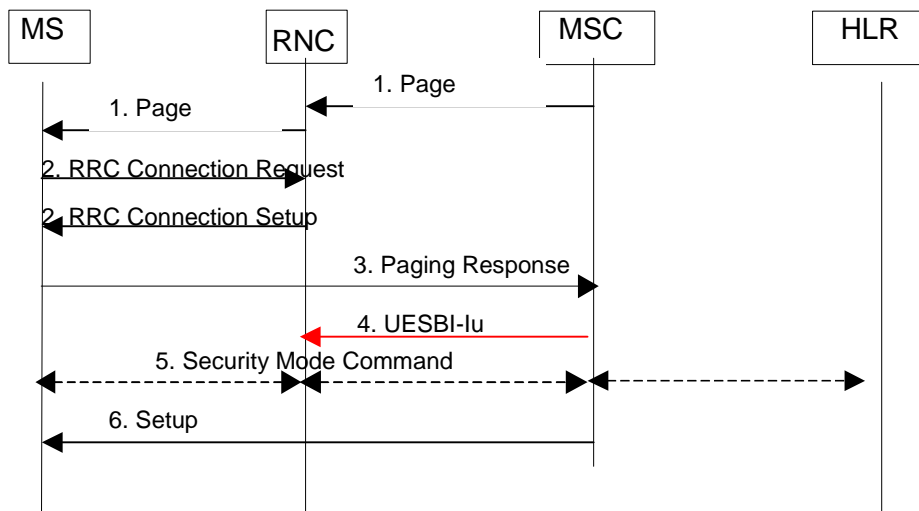 MS
RNC
MSC
HLR
1. Page
1. Page
2. RRC Connection Request
2. RRC Connection Setup
3. Paging Response
4. UESBI-Iu
5. Security Mode Command
6. Setup